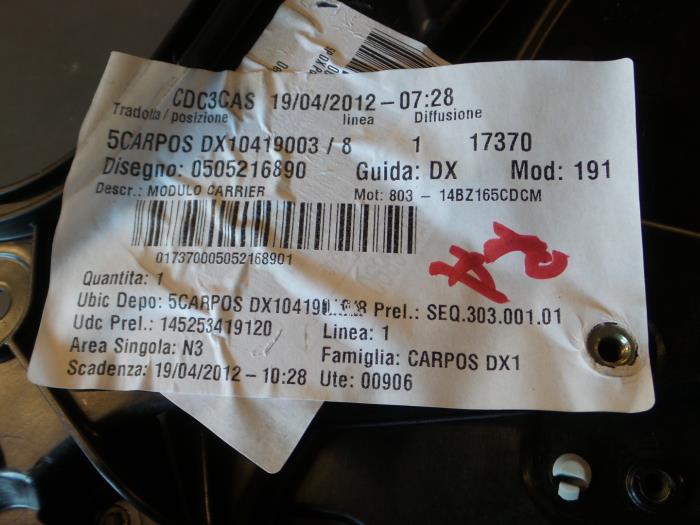 CDC3CAS 19/04/2012-07:28
Tradotta/posizione linea Diffusione
5CARPOS DX10419003 / 8 1 17370
Disegno: 0505216890 Guida: DX Mod: 191
Descr.: MODULO CARRIER Mot: 803 - 14BZ165CDCM
017370005052168901
Quantita: 1
Ubic Depo: 5CARPOS Prel.: SEQ.303.001.01
Udc Prel.: 145253419120 Linea: 1
Area Singola: N3 Famiglia: CARPOS DX1
Scadenza: 19/04/2012-10:28 Ute: 00906